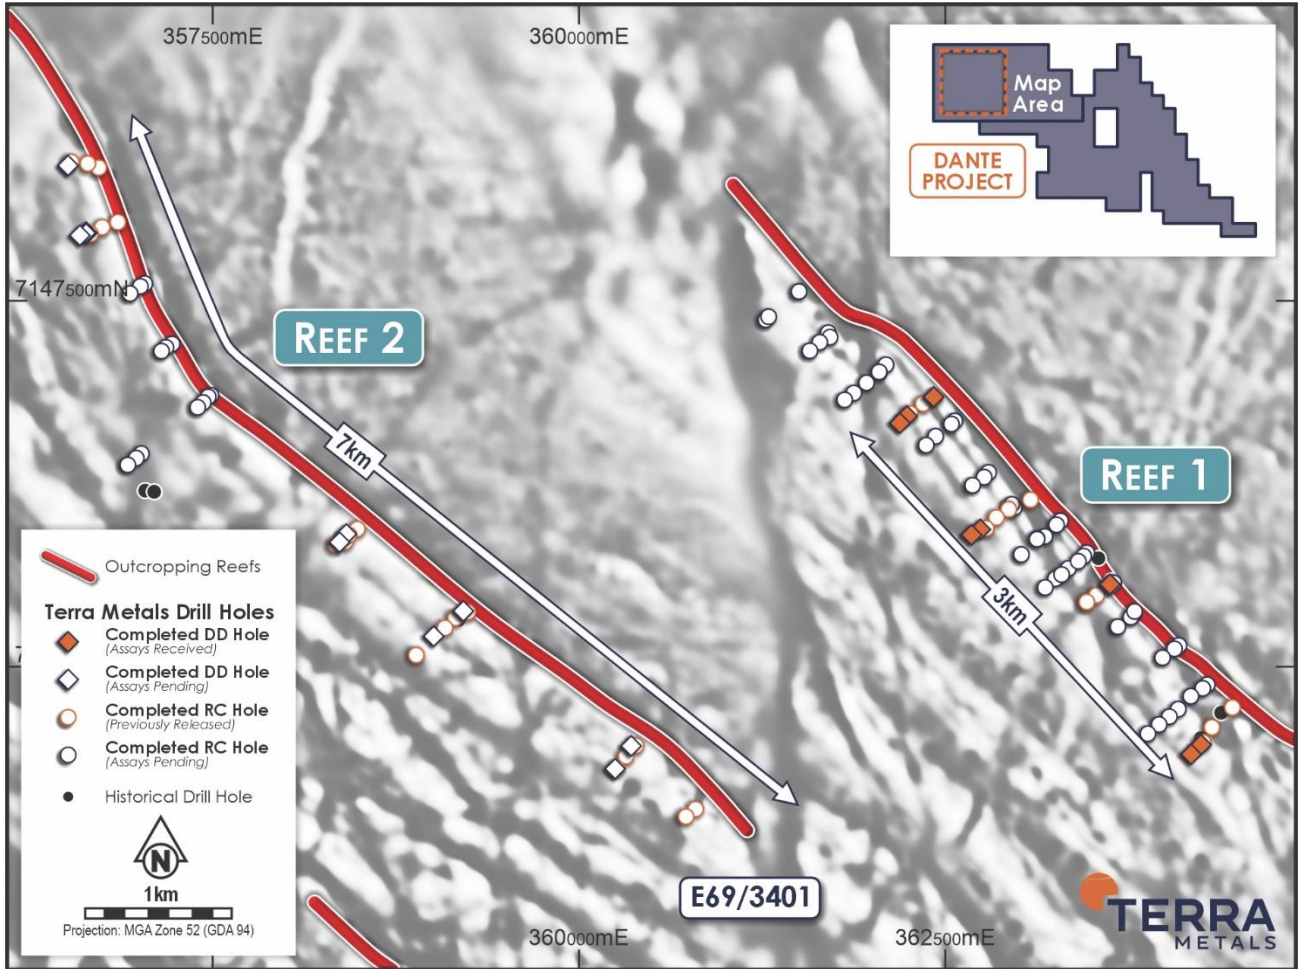 357500mE
360000mE
Map
Area
DANTE
PROJECT
7147500mN
REEF 2
REEF 1
7km
3km
Outcropping Reefs
Terra Metals Drill Holes
Completed DD Hole
(Assays Received)
Completed DD Hole
(Assays Pending)
Completed RC Hole
(Previously Released)
Completed RC Hole
(Assays Pending)
Historical Drill Hole
N
1km
Projection: MGA Zone 52 (GDA 94)
E69/3401
360000mE
362500mE
TERRA
METALS